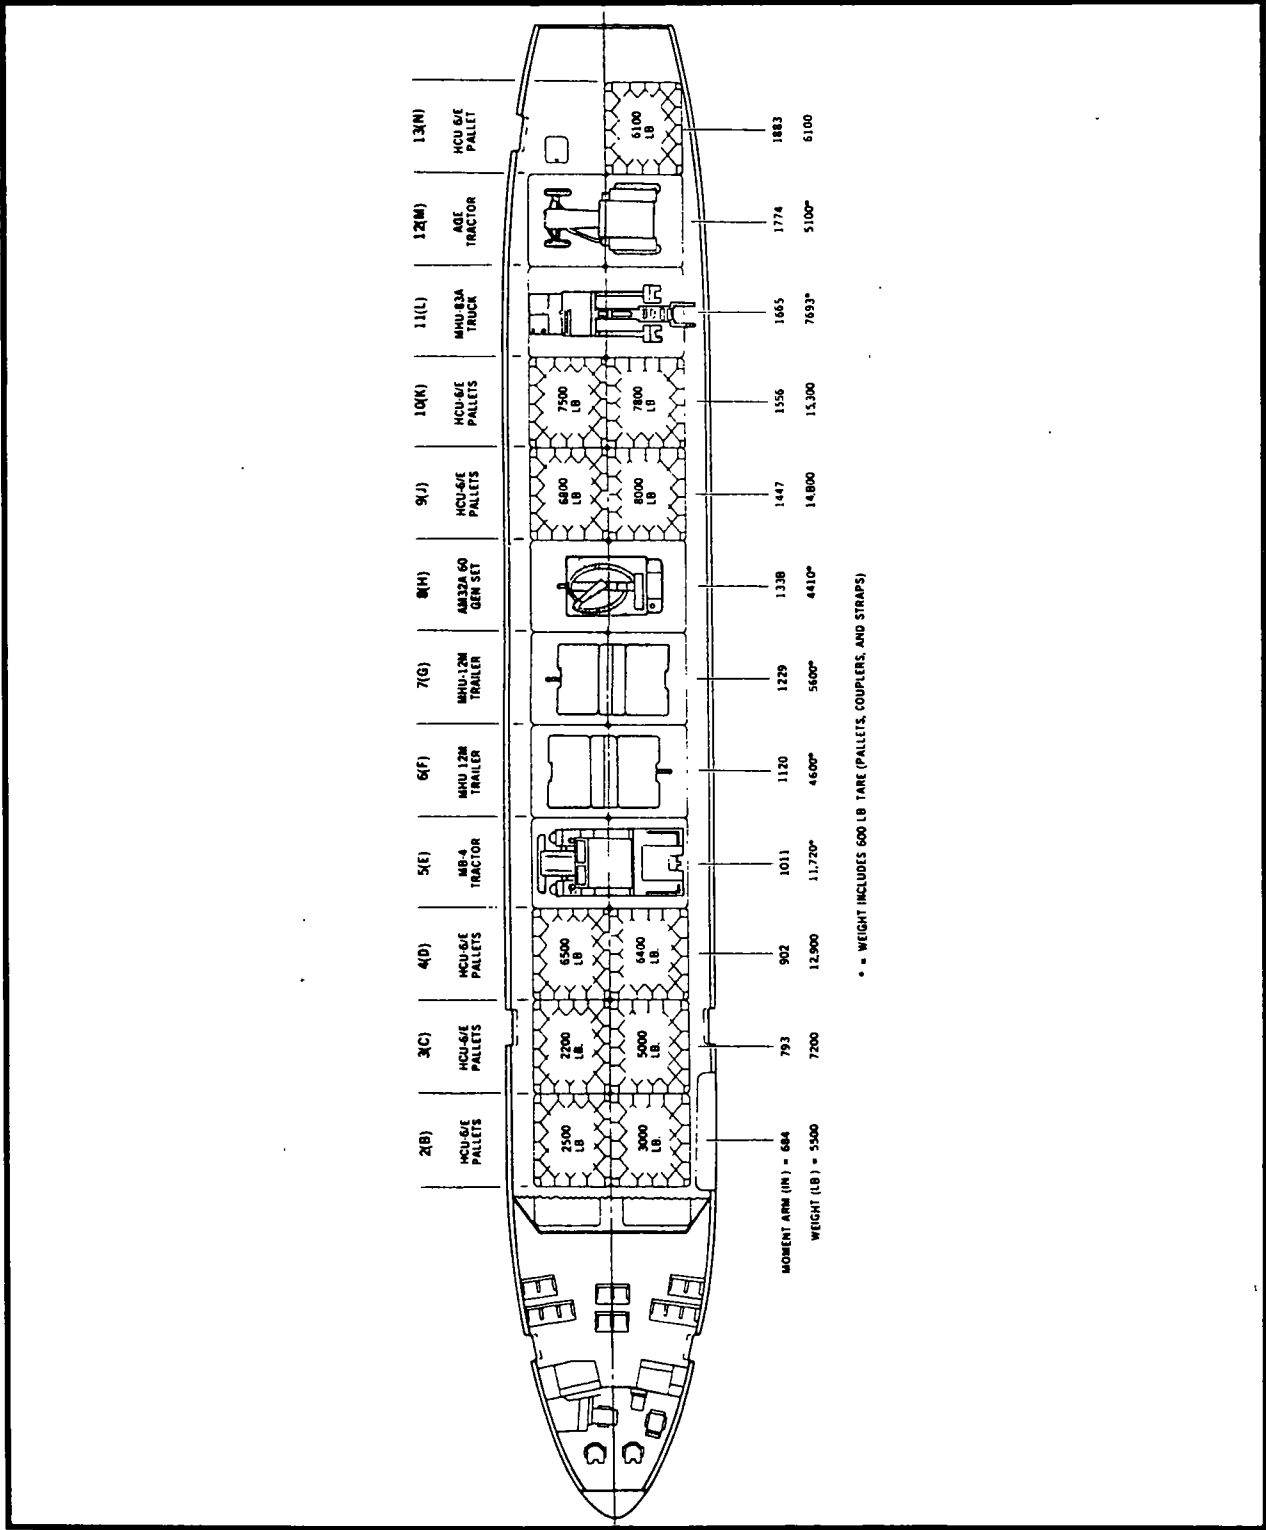 2(B)
HCU-6/E
PALLETS
3(C)
HCU-6/E
PALLETS
4(D)
HCU-6/E
PALLETS
5(E)
MB-4
TRACTOR
6(F)
MHU 12M
TRAILER
7(G)
MHU-12M
TRAILER
8(H)
AM32A 60
GEN SET
9(J)
HCU-6/E
PALLETS
10(K)
HCU-6/E
PALLETS
11(L)
MHU-83A
TRUCK
12(M)
AGE
TRACTOR
13(N)
HCU 6/E
PALLET
2500
LB
2200
LB.
6500
LB
6800
LB
7500
LB
3000
LB.
5000
LB.
6400
LB.
8000
LB
7800
LB
6100
LB
MOMENT ARM (IN) = 684
793
902
1011
1120
1229
1338
1447
1556
1665
1774
1883
WEIGHT (LB) = 5500
7200
12,900
11,720*
4600*
5600*
4410*
14,800
15,300
7693*
5100*
6100
* = WEIGHT INCLUDES 600 LB TARE (PALLETS, COUPLERS, AND STRAPS)